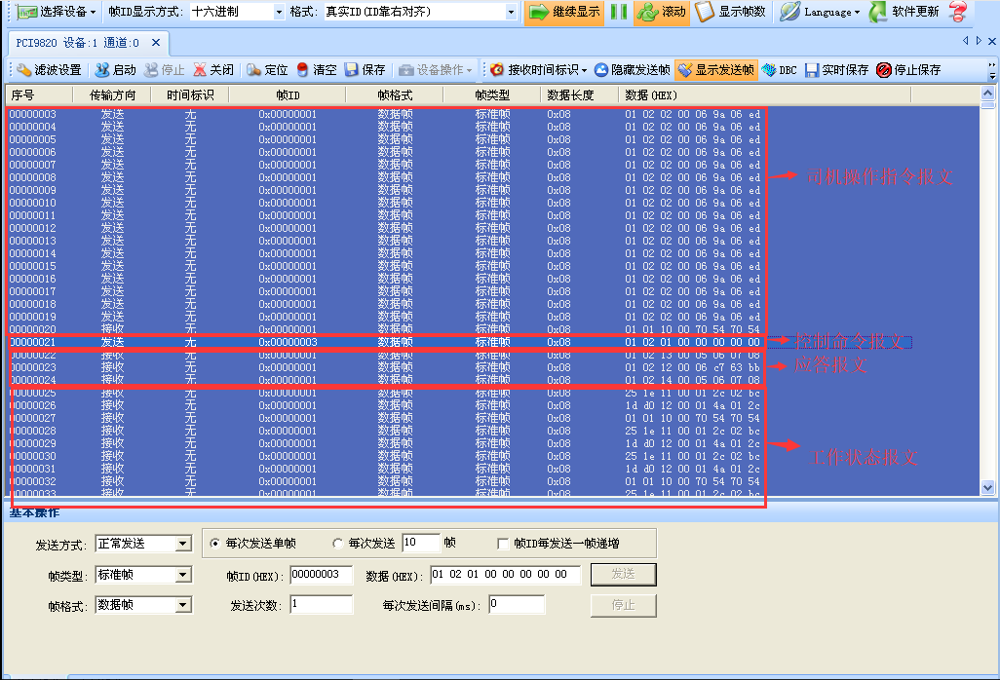 选择设备 帧ID显示方式: 十六进制 格式: 真实ID(ID靠右对齐) 继续显示 滚动 显示帧数 Language 软件更新
PCI9820 设备:1 通道:0
滤波设置 启动 停止 关闭 定位 清空 保存 设备操作 接收时间标识 隐藏发送帧 显示发送帧 DBC 实时保存 停止保存
序号 传输方向 时间标识 帧ID 帧格式 帧类型 数据长度 数据(HEX)
00000003 发送 无 0x00000001 数据帧 标准帧 0x08 01 02 02 00 06 9a 06 ed
00000004 发送 无 0x00000001 数据帧 标准帧 0x08 01 02 02 00 06 9a 06 ed
00000005 发送 无 0x00000001 数据帧 标准帧 0x08 01 02 02 00 06 9a 06 ed
00000006 发送 无 0x00000001 数据帧 标准帧 0x08 01 02 02 00 06 9a 06 ed
00000007 发送 无 0x00000001 数据帧 标准帧 0x08 01 02 02 00 06 9a 06 ed
00000008 发送 无 0x00000001 数据帧 标准帧 0x08 01 02 02 00 06 9a 06 ed
司机操作指令报文
00000009 发送 无 0x00000001 数据帧 标准帧 0x08 01 02 02 00 06 9a 06 ed
00000010 发送 无 0x00000001 数据帧 标准帧 0x08 01 02 02 00 06 9a 06 ed
00000011 发送 无 0x00000001 数据帧 标准帧 0x08 01 02 02 00 06 9a 06 ed
00000012 发送 无 0x00000001 数据帧 标准帧 0x08 01 02 02 00 06 9a 06 ed
00000013 发送 无 0x00000001 数据帧 标准帧 0x08 01 02 02 00 06 9a 06 ed
00000014 发送 无 0x00000001 数据帧 标准帧 0x08 01 02 02 00 06 9a 06 ed
00000015 发送 无 0x00000001 数据帧 标准帧 0x08 01 02 02 00 06 9a 06 ed
00000016 发送 无 0x00000001 数据帧 标准帧 0x08 01 02 02 00 06 9a 06 ed
00000017 发送 无 0x00000001 数据帧 标准帧 0x08 01 02 02 00 06 9a 06 ed
00000018 发送 无 0x00000001 数据帧 标准帧 0x08 01 02 02 00 06 9a 06 ed
00000019 发送 无 0x00000001 数据帧 标准帧 0x08 01 02 02 00 06 9a 06 ed
00000020 接收 无 0x00000001 数据帧 标准帧 0x08 01 01 10 00 70 54 70 54
00000021 发送 无 0x00000003 数据帧 标准帧 0x08 01 02 01 00 00 00 00 00
控制命令报文
00000022 接收 无 0x00000001 数据帧 标准帧 0x08 01 02 13 00 05 06 07 08
00000023 接收 无 0x00000001 数据帧 标准帧 0x08 01 02 12 00 06 c7 63 bb
应答报文
00000024 接收 无 0x00000001 数据帧 标准帧 0x08 01 02 14 00 05 06 07 08
00000025 接收 无 0x00000001 数据帧 标准帧 0x08 25 1e 11 00 01 2c 02 bc
00000026 接收 无 0x00000001 数据帧 标准帧 0x08 1d d0 12 00 01 4a 01 2c
00000027 接收 无 0x00000001 数据帧 标准帧 0x08 01 01 10 00 70 54 70 54
00000028 接收 无 0x00000001 数据帧 标准帧 0x08 25 1e 11 00 01 2c 02 bc
00000029 接收 无 0x00000001 数据帧 标准帧 0x08 1d d0 12 00 01 4a 01 2c
00000030 接收 无 0x00000001 数据帧 标准帧 0x08 25 1e 11 00 01 2c 02 bc
工作状态报文
00000031 接收 无 0x00000001 数据帧 标准帧 0x08 1d d0 12 00 01 4a 01 2c
00000032 接收 无 0x00000001 数据帧 标准帧 0x08 01 01 10 00 70 54 70 54
00000033 接收 无 0x00000001 数据帧 标准帧 0x08 25 1e 11 00 01 2c 02 bc
基本操作
发送方式: 正常发送 每次发送单帧 每次发送 10 帧 帧ID每发送一帧递增
帧类型: 标准帧 帧ID(HEX): 00000003 数据(HEX): 01 02 01 00 00 00 00 00 发送
帧格式: 数据帧 发送次数: 1 每次发送间隔(ms): 0 停止